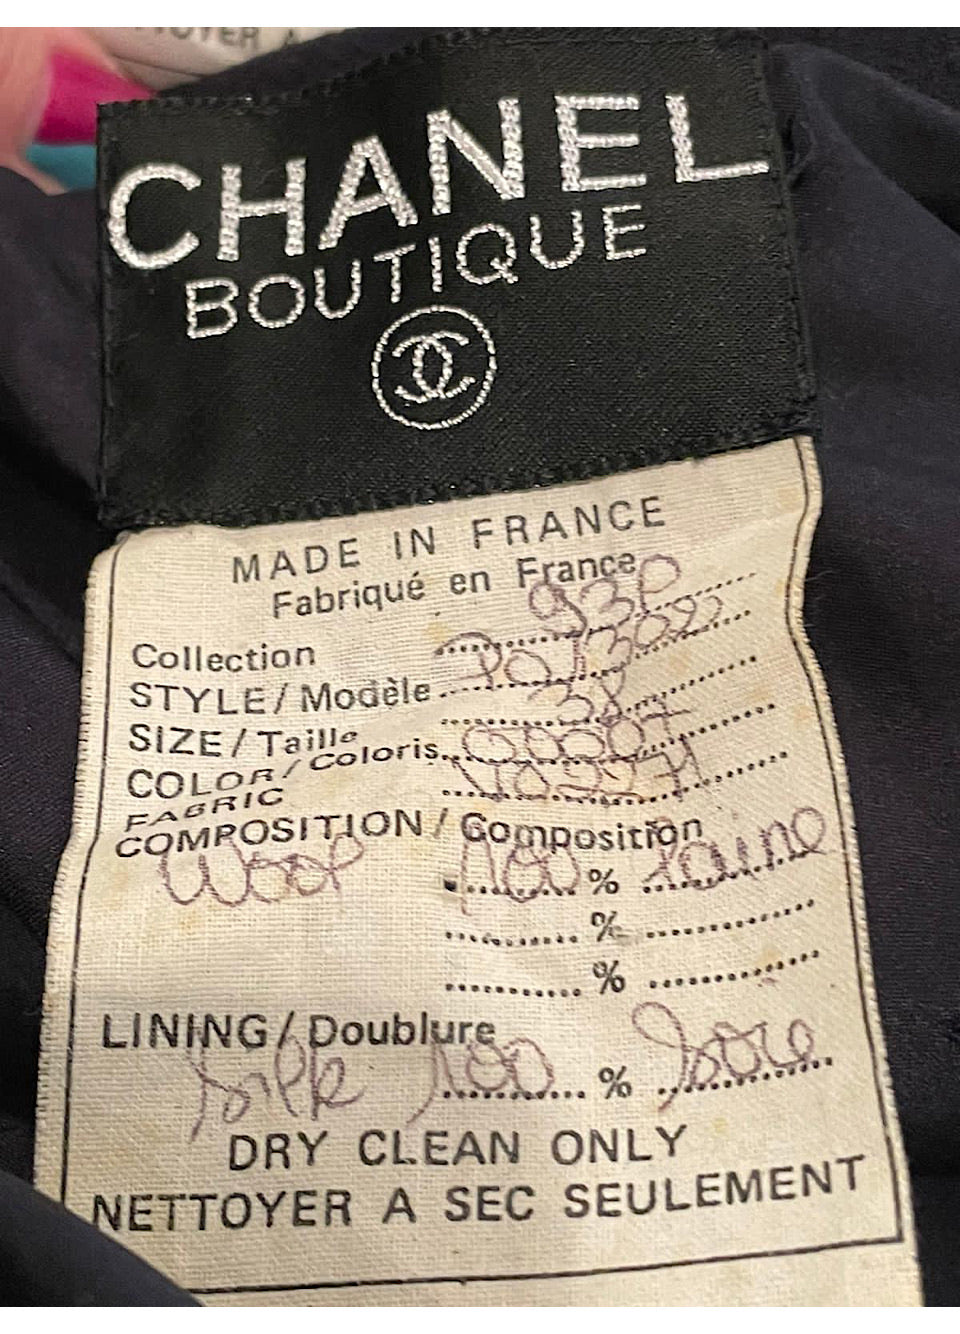 CHANEL
BOUTIQUE
MADE IN FRANCE
Fabriqué en France
Collection 93P
STYLE / Modèle
SIZE / Taille 38
COLOR / Coloris
FABRIC
COMPOSITION / Composition
Wool 100 % Laine
%
%
LINING / Doublure
Silk 100 % Soie
DRY CLEAN ONLY
NETTOYER A SEC SEULEMENT